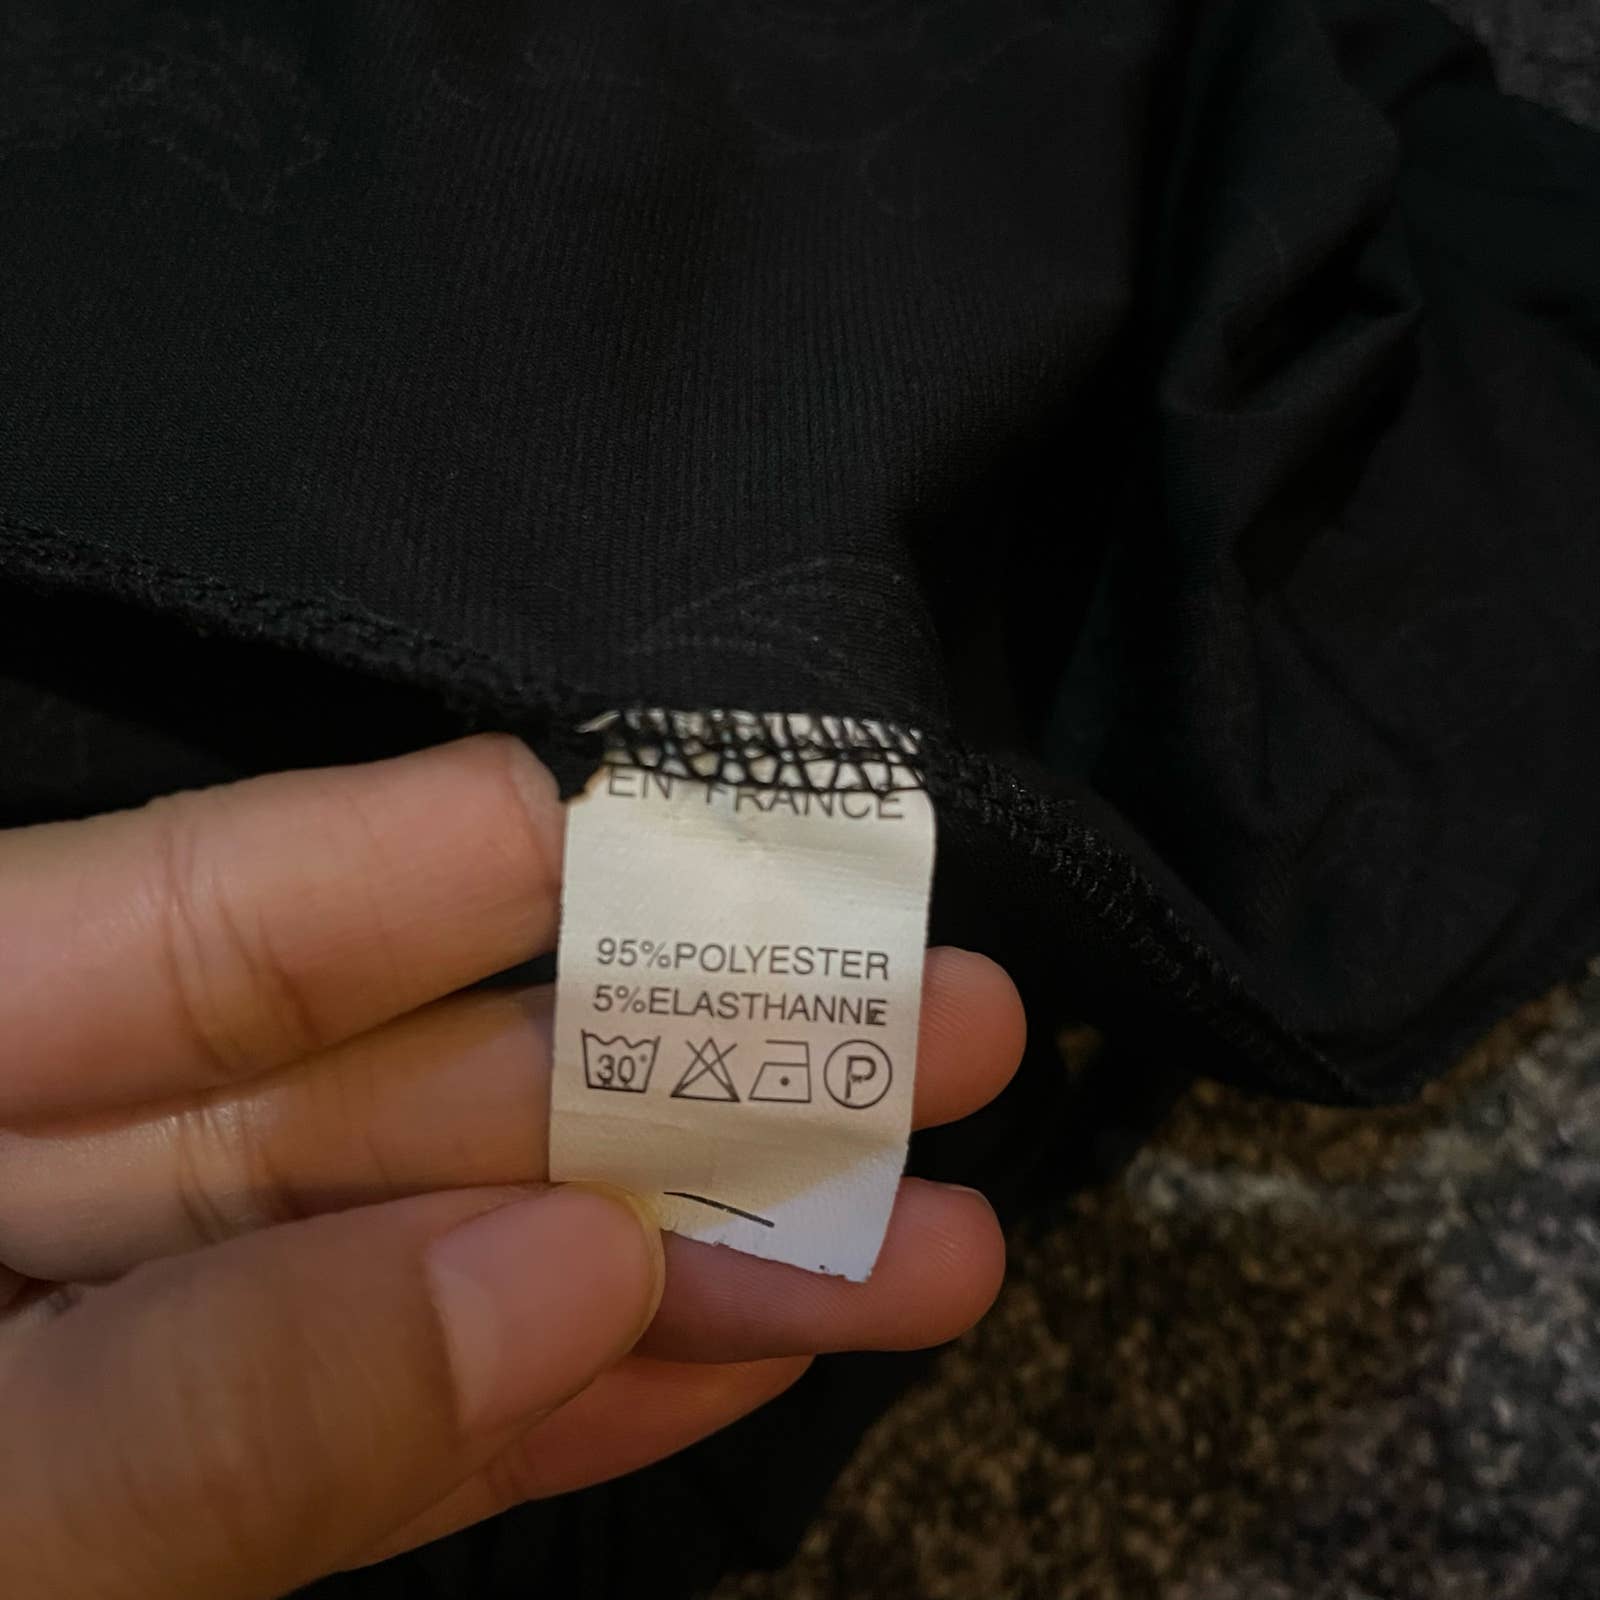 EN FRANCE
95%POLYESTER
5%ELASTHANNE
30°
P